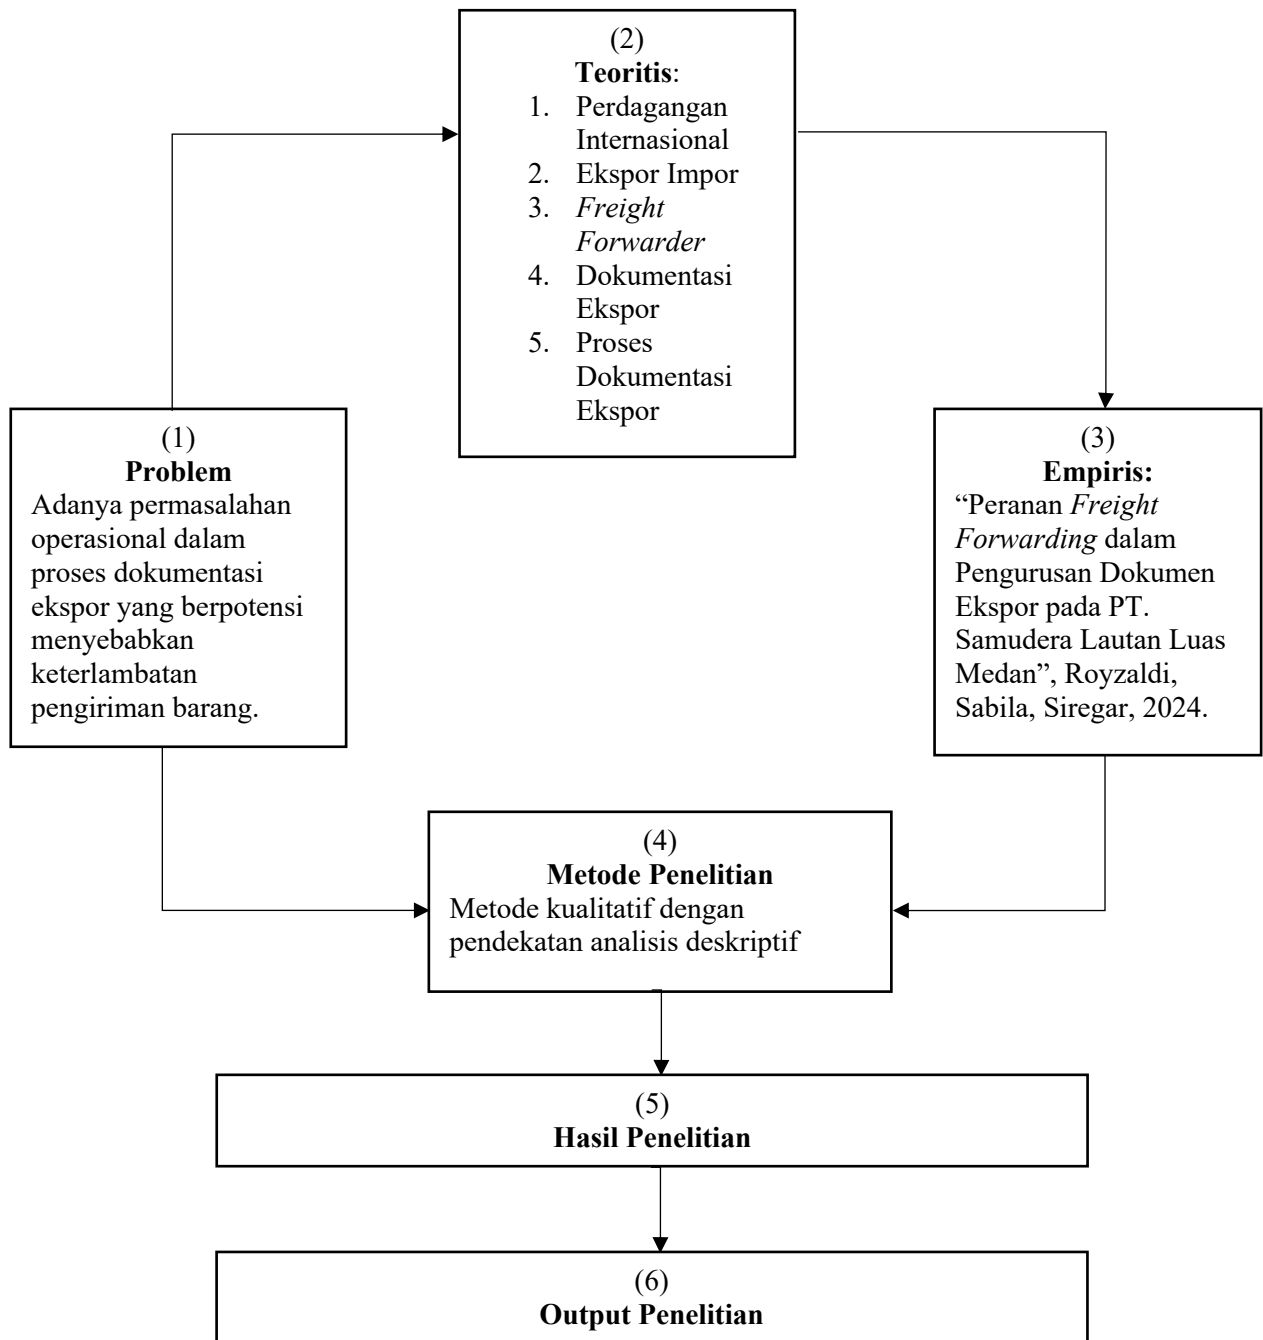 (2)
Teoritis:
1. Perdagangan
Internasional
2. Ekspor Impor
3. Freight
Forwarder
4. Dokumentasi
Ekspor
5. Proses
Dokumentasi
Ekspor
(1)
Problem
Adanya permasalahan
operasional dalam
proses dokumentasi
ekspor yang berpotensi
menyebabkan
keterlambatan
pengiriman barang.
(3)
Empiris:
“Peranan Freight
Forwarding dalam
Pengurusan Dokumen
Ekspor pada PT.
Samudera Lautan Luas
Medan”, Royzaldi,
Sabila, Siregar, 2024.
(4)
Metode Penelitian
Metode kualitatif dengan
pendekatan analisis deskriptif
(5)
Hasil Penelitian
(6)
Output Penelitian